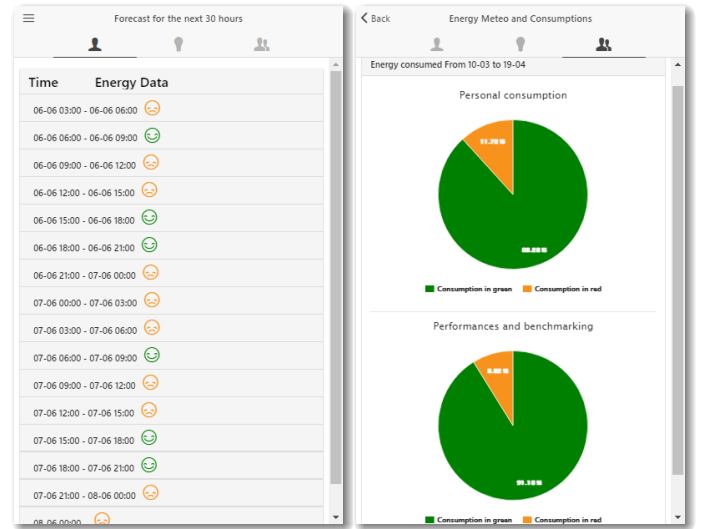 Forecast for the next 30 hours
Time Energy Data
06-06 03:00 - 06-06 06:00
06-06 06:00 - 06-06 09:00
06-06 09:00 - 06-06 12:00
06-06 12:00 - 06-06 15:00
06-06 15:00 - 06-06 18:00
06-06 18:00 - 06-06 21:00
06-06 21:00 - 07-06 00:00
07-06 00:00 - 07-06 03:00
07-06 03:00 - 07-06 06:00
07-06 06:00 - 07-06 09:00
07-06 09:00 - 07-06 12:00
07-06 12:00 - 07-06 15:00
07-06 15:00 - 07-06 18:00
07-06 18:00 - 07-06 21:00
07-06 21:00 - 08-06 00:00
08-06 00:00 -
Back
Energy Meteo and Consumptions
Energy consumed From 10-03 to 19-04
Personal consumption
Consumption in green Consumption in red
Performances and benchmarking
91.18%
Consumption in green Consumption in red